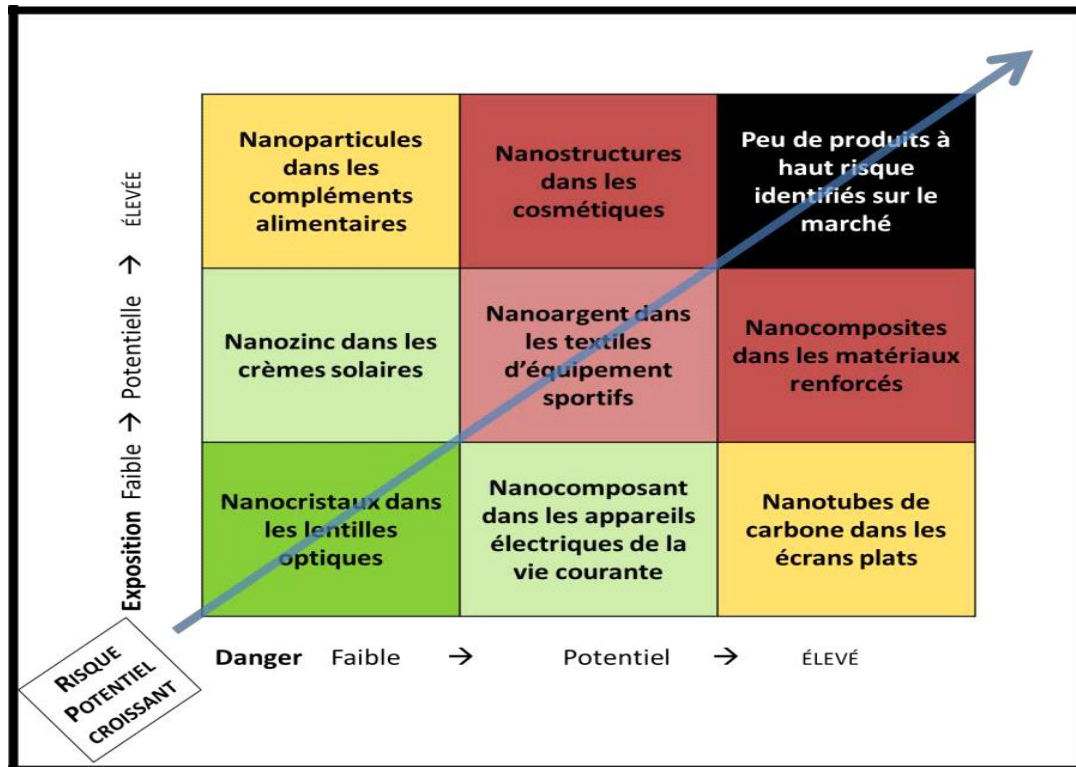 Nanoparticules
dans les
compléments
alimentaires
Nanostructures
dans les
cosmétiques
Peu de produits à
haut risque
identifiés sur le
marché
Nanozinc dans les
crèmes solaires
Nanoargent dans
les textiles
d’équipement
sportifs
Nanocomposites
dans les matériaux
renforcés
Nanocristaux dans
les lentilles
optiques
Nanocomposant
dans les appareils
électriques de la
vie courante
Nanotubes de
carbone dans les
écrans plats
Exposition Faible → Potentielle → ÉLEVÉE
Danger Faible → Potentiel → ÉLEVÉ
RISQUE
POTENTIEL
CROISSANT